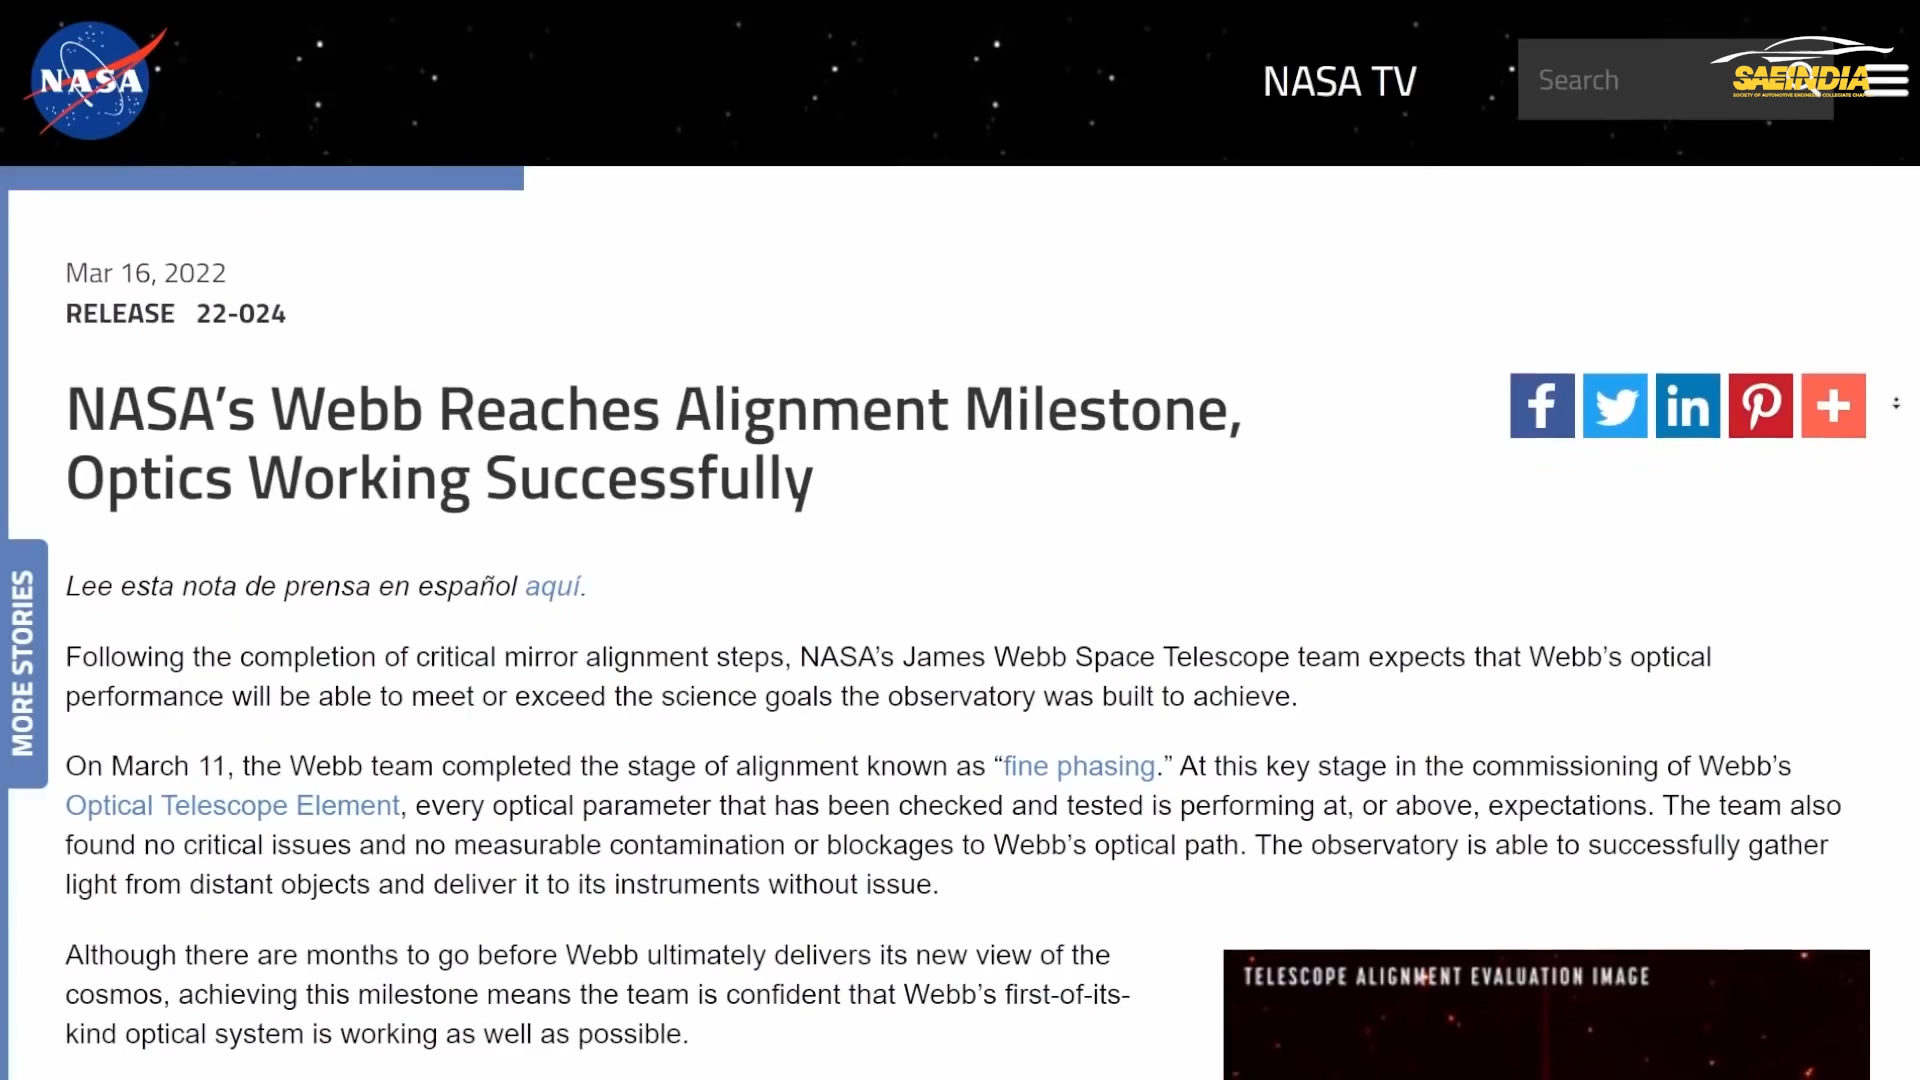 NASA
NASA TV
Search
SAEINDIA
Mar 16, 2022
RELEASE 22-024
NASA’s Webb Reaches Alignment Milestone,
Optics Working Successfully
MORE STORIES
Lee esta nota de prensa en español aquí.
Following the completion of critical mirror alignment steps, NASA’s James Webb Space Telescope team expects that Webb’s optical
performance will be able to meet or exceed the science goals the observatory was built to achieve.
On March 11, the Webb team completed the stage of alignment known as “fine phasing.” At this key stage in the commissioning of Webb’s
Optical Telescope Element, every optical parameter that has been checked and tested is performing at, or above, expectations. The team also
found no critical issues and no measurable contamination or blockages to Webb’s optical path. The observatory is able to successfully gather
light from distant objects and deliver it to its instruments without issue.
Although there are months to go before Webb ultimately delivers its new view of the
cosmos, achieving this milestone means the team is confident that Webb’s first-of-its-
kind optical system is working as well as possible.
TELESCOPE ALIGNMENT EVALUATION IMAGE